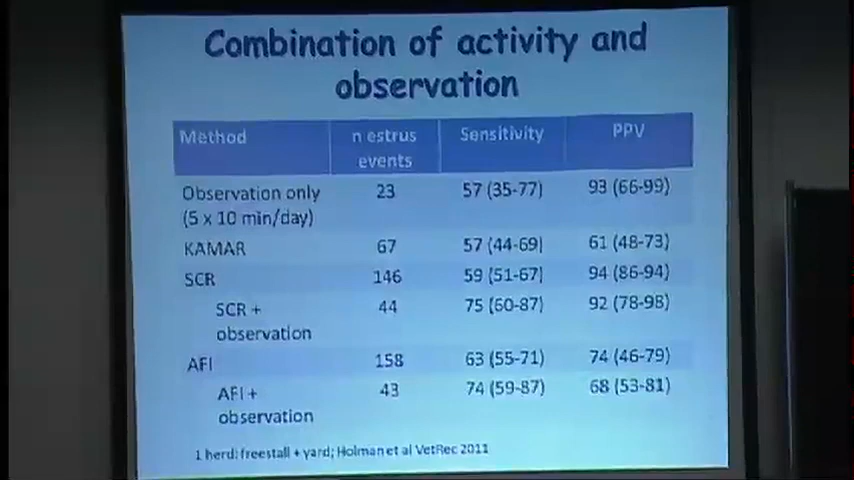 Combination of activity and
observation
Method n estrus events Sensitivity PPV
Observation only (5 x 10 min/day) 23 57 (35-77) 93 (66-99)
KAMAR 67 57 (44-69) 61 (48-73)
SCR 146 59 (51-67) 94 (86-94)
SCR + observation 44 75 (60-87) 92 (78-98)
AFI 158 63 (55-71) 74 (46-79)
AFI + observation 43 74 (59-87) 68 (53-81)
1 herd: freestall + yard; Holman et al VetRec 2011